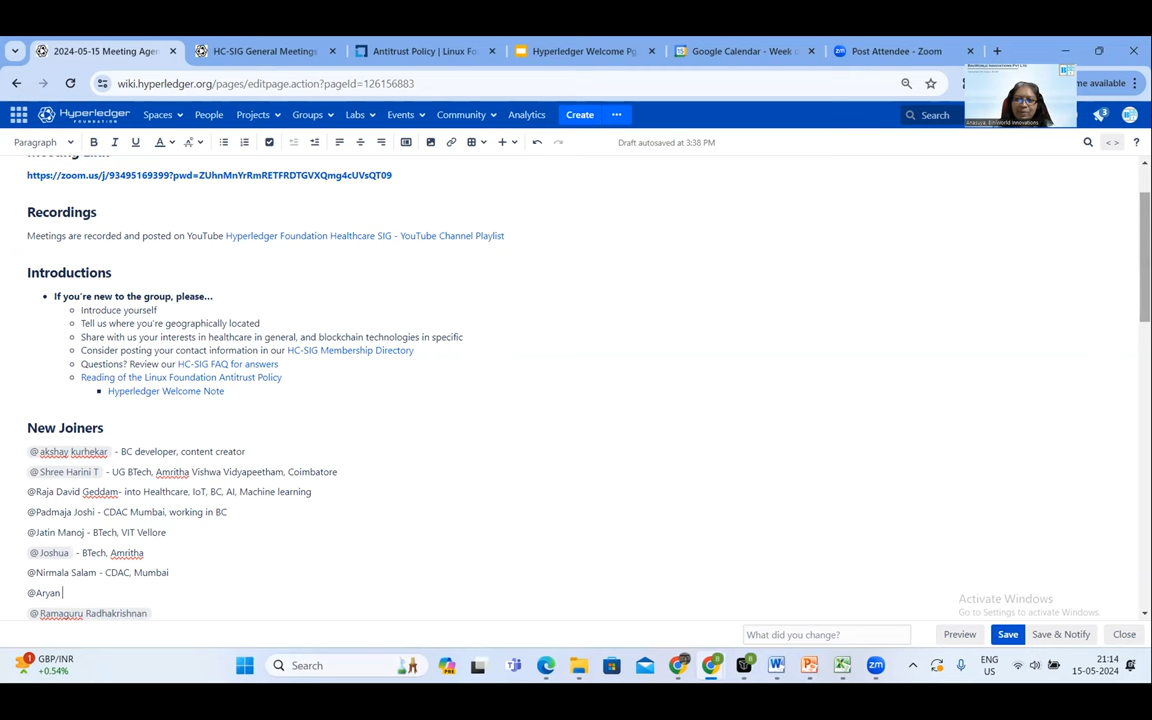 2024-05-15 Meeting Agen
HC-SIG General Meetings
Antitrust Policy | Linux Fo
Hyperledger Welcome Pg
Google Calendar - Week o
Post Attendee - Zoom
wiki.hyperledger.org/pages/editpage.action?pageId=126156883
me available
Hyperledger
FOUNDATION
Spaces
People
Projects
Groups
Labs
Events
Community
Analytics
Create
Search
3
Paragraph
B I U A
Draft autosaved at 3:38 PM
< >
?
https://zoom.us/j/93495169399?pwd=ZUhnMnYrRmRETFRDTGVXQmg4cUVsQT09
Recordings
Meetings are recorded and posted on YouTube Hyperledger Foundation Healthcare SIG - YouTube Channel Playlist
Introductions
• If you're new to the group, please...
Introduce yourself
Tell us where you're geographically located
Share with us your interests in healthcare in general, and blockchain technologies in specific
Consider posting your contact information in our HC-SIG Membership Directory
Questions? Review our HC-SIG FAQ for answers
Reading of the Linux Foundation Antitrust Policy
Hyperledger Welcome Note
New Joiners
@akshay kurhekar - BC developer, content creator
@Shree Harini T - UG BTech, Amritha Vishwa Vidyapeetham, Coimbatore
@Raja David Geddam- into Healthcare, IoT, BC, AI, Machine learning
@Padmaja Joshi - CDAC Mumbai, working in BC
@Jatin Manoj - BTech, VIT Vellore
@Joshua - BTech, Amritha
@Nirmala Salam - CDAC, Mumbai
@Aryan
@Ramaguru Radhakrishnan
Activate Windows
Go to Settings to activate Windows.
What did you change?
Preview
Save
Save & Notify
Close
GBP/INR
+0.54%
Search
ENG
US
21:14
15-05-2024